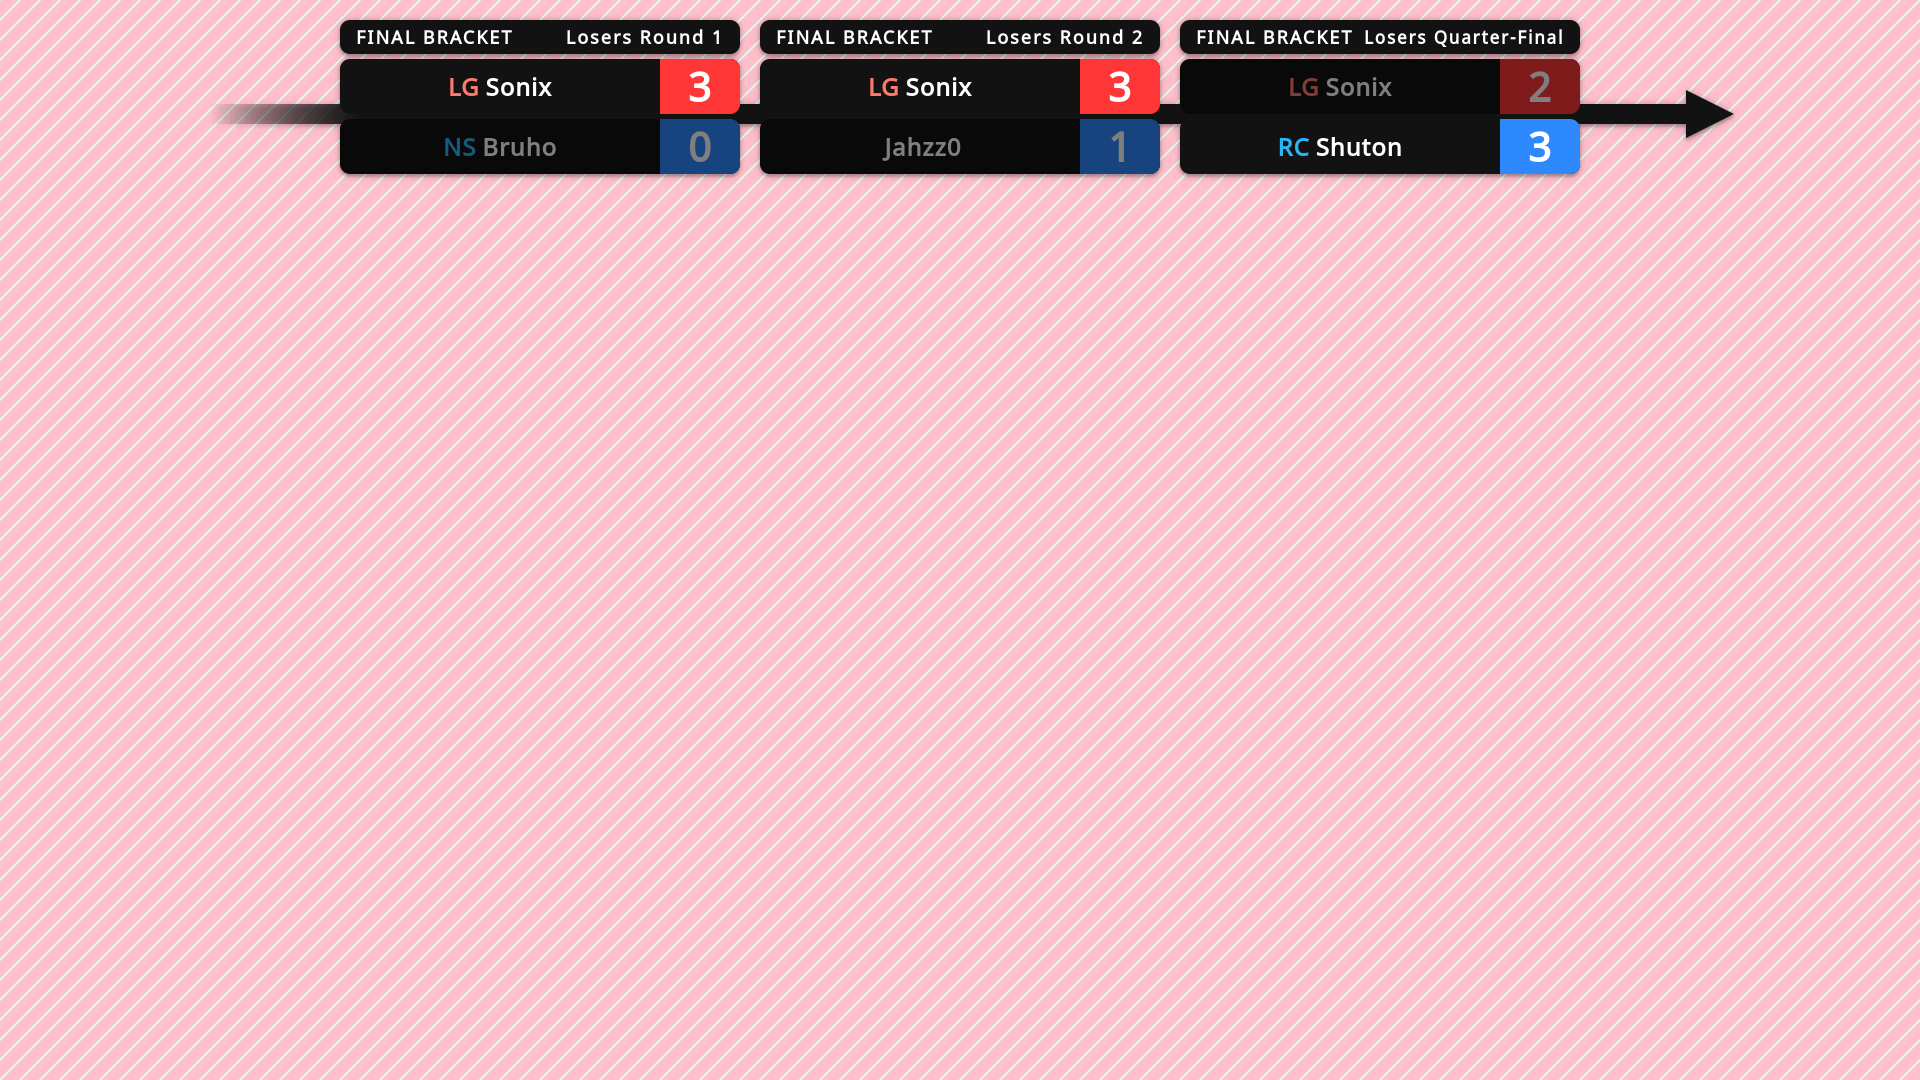 FINAL BRACKET Losers Round 1
LG Sonix 3
NS Bruho 0
FINAL BRACKET Losers Round 2
LG Sonix 3
Jahzz0 1
FINAL BRACKET Losers Quarter-Final
LG Sonix 2
RC Shuton 3